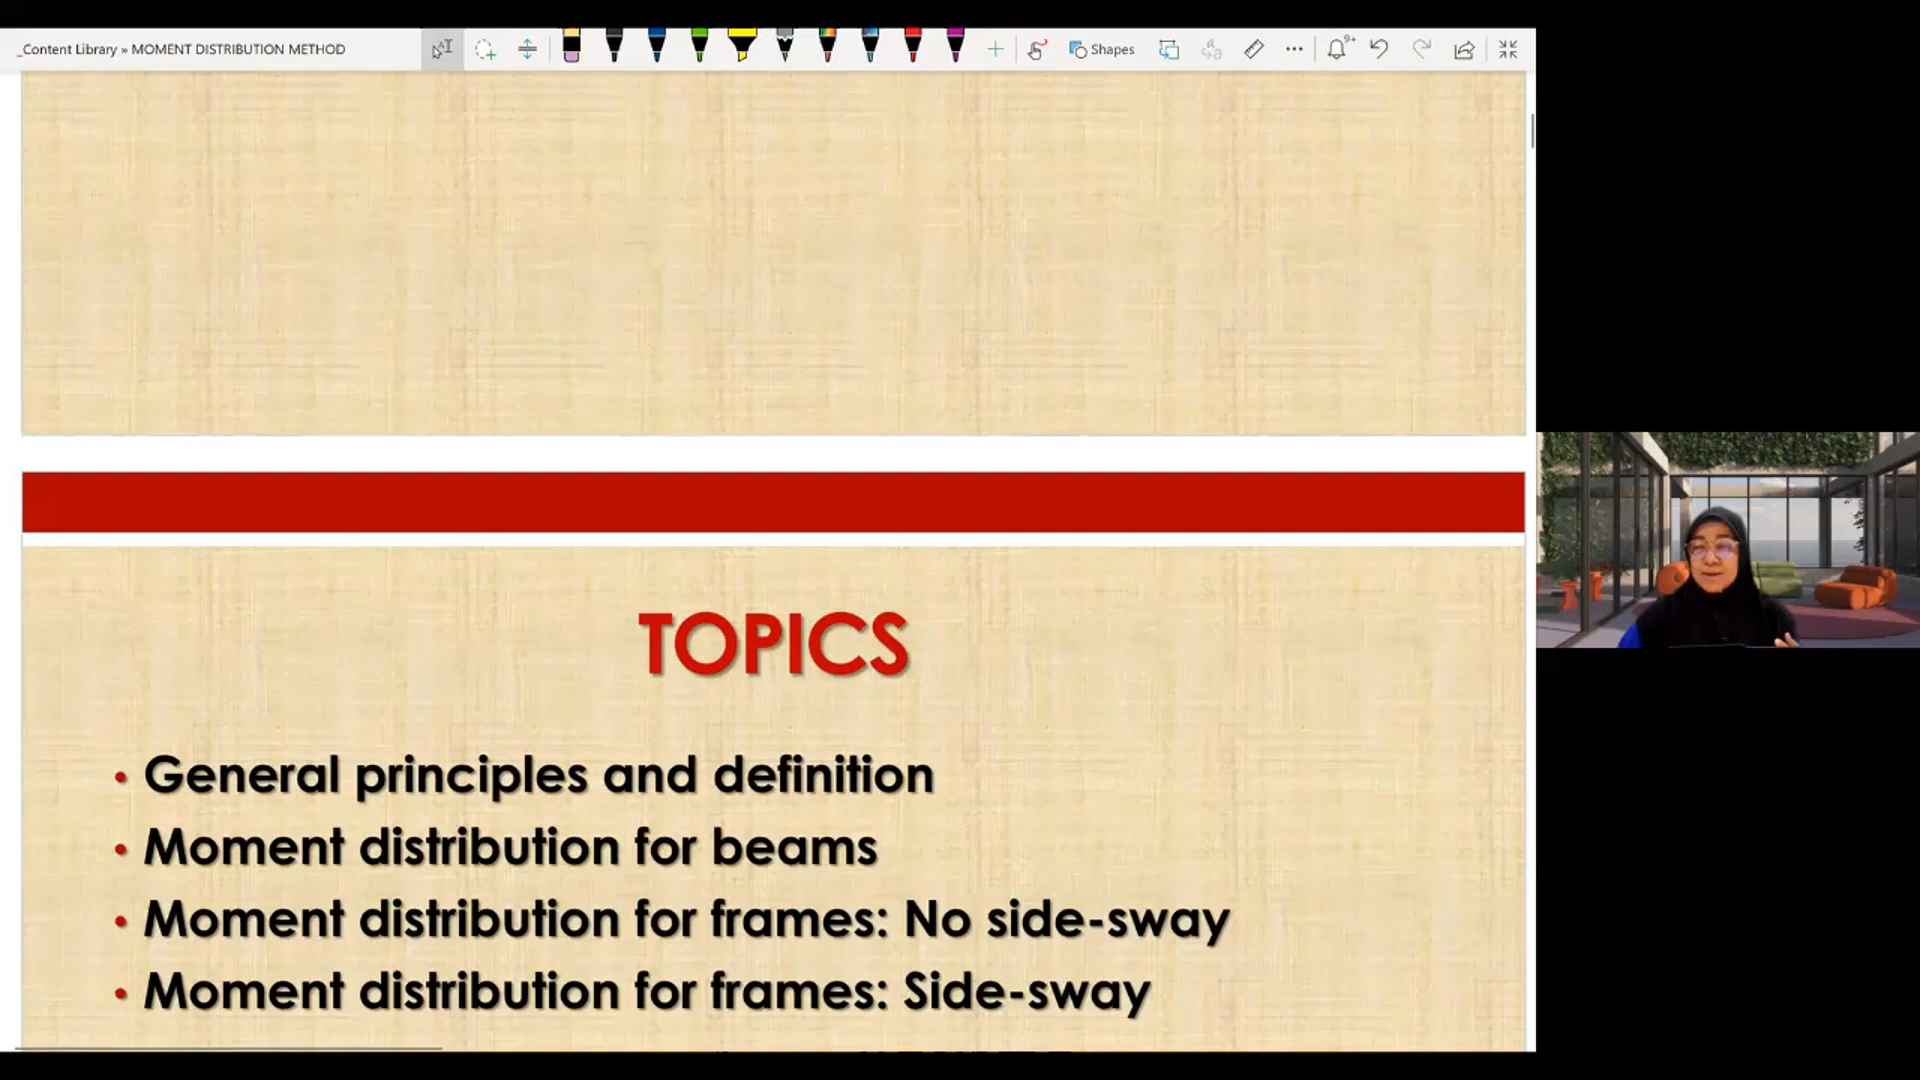 _Content Library » MOMENT DISTRIBUTION METHOD
Shapes
9+
TOPICS
• General principles and definition
• Moment distribution for beams
• Moment distribution for frames: No side-sway
• Moment distribution for frames: Side-sway